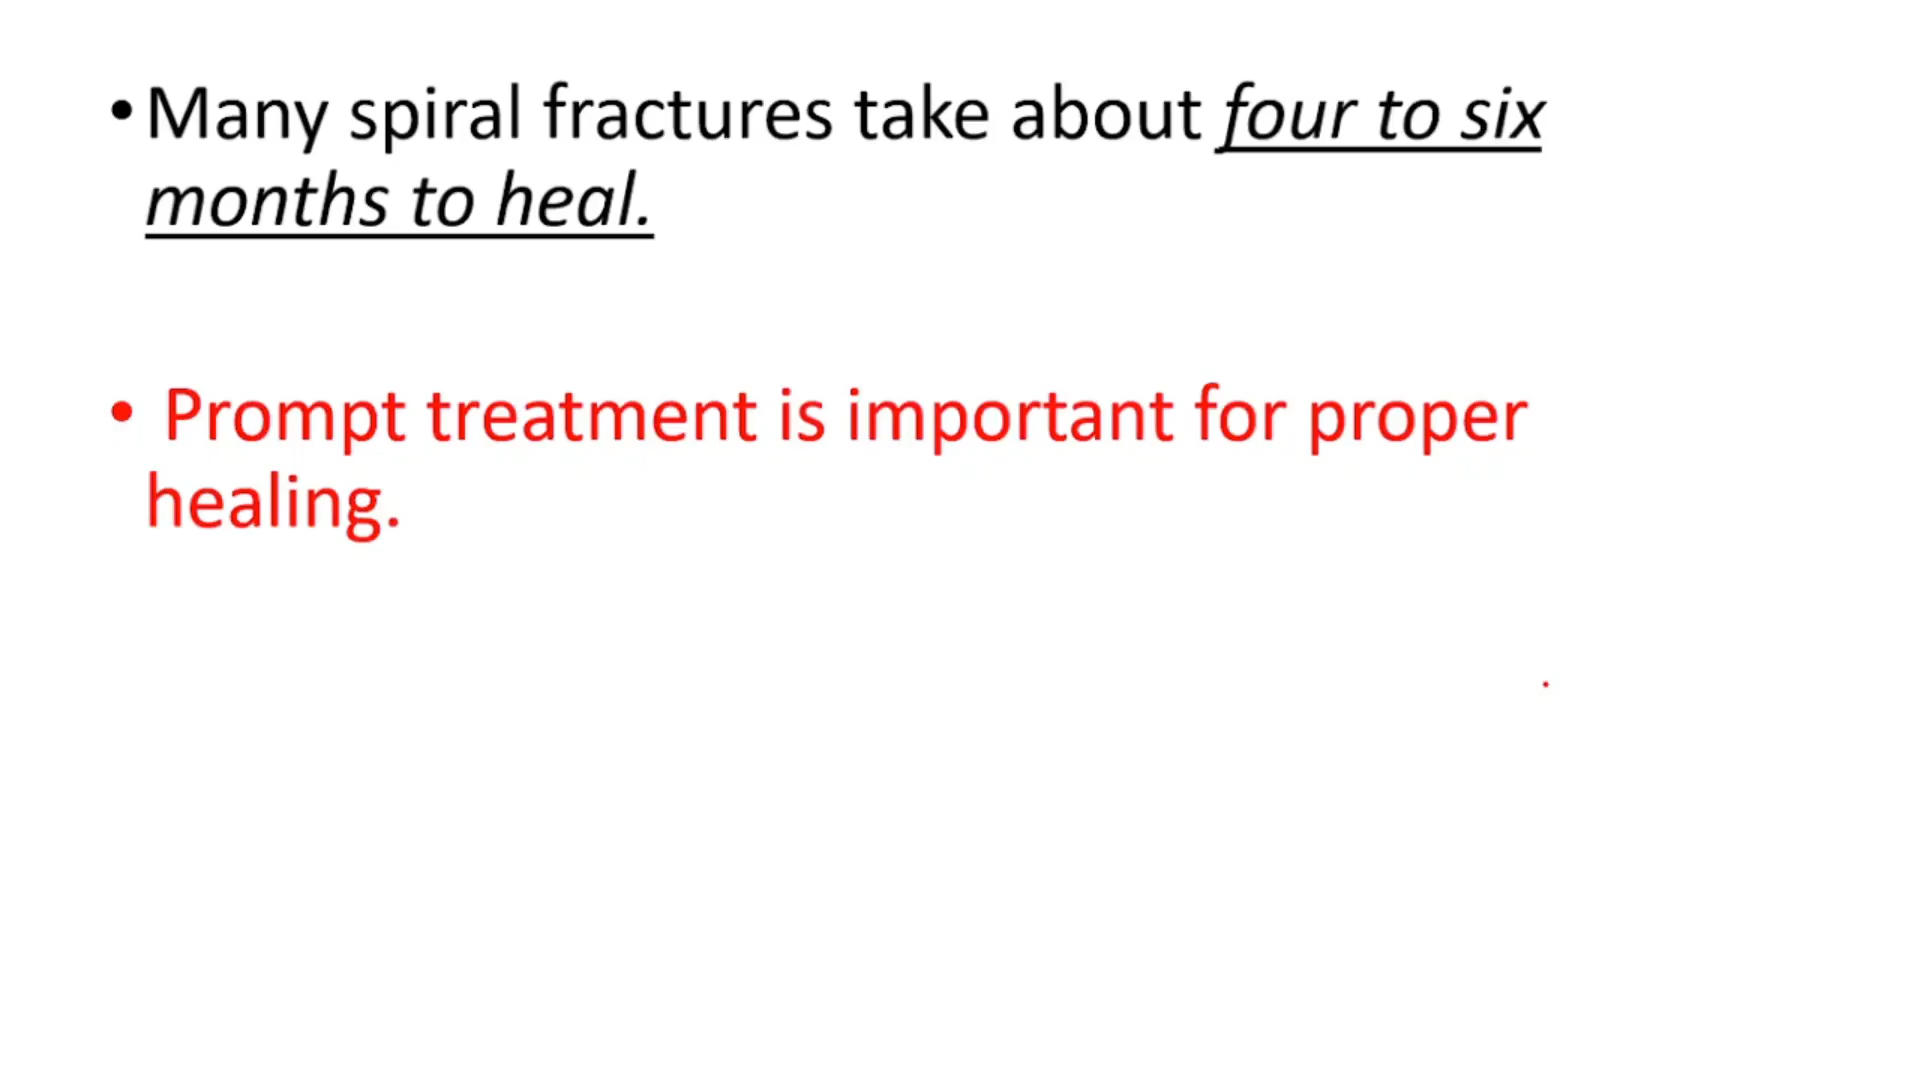 • Many spiral fractures take about four to six
months to heal.
• Prompt treatment is important for proper
healing.